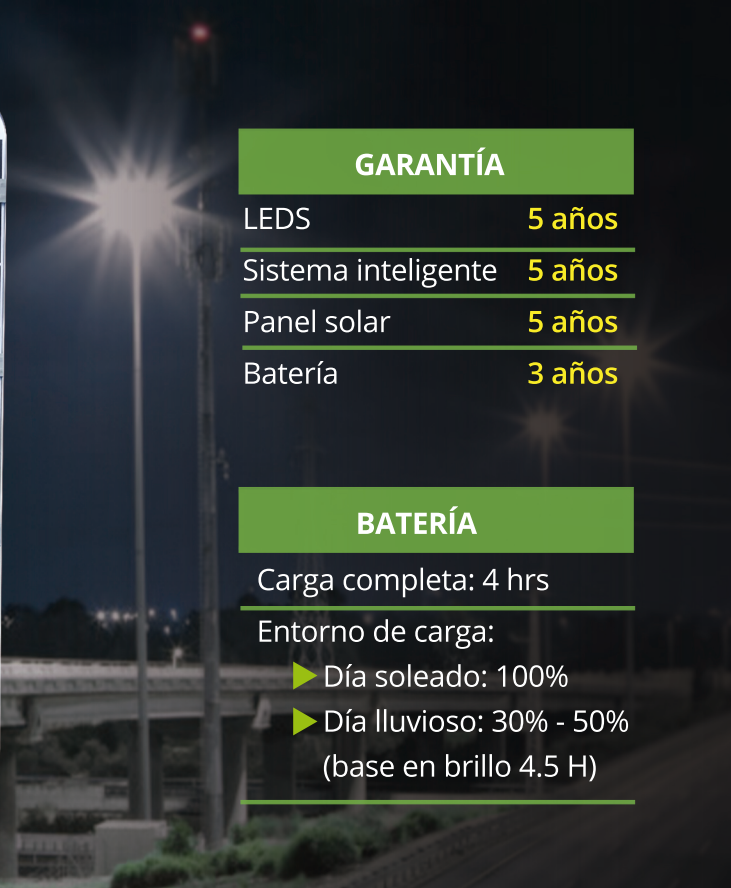 GARANTÍA
LEDS 5 años
Sistema inteligente 5 años
Panel solar 5 años
Batería 3 años
BATERÍA
Carga completa: 4 hrs
Entorno de carga:
Día soleado: 100%
Día lluvioso: 30% - 50%
(base en brillo 4.5 H)